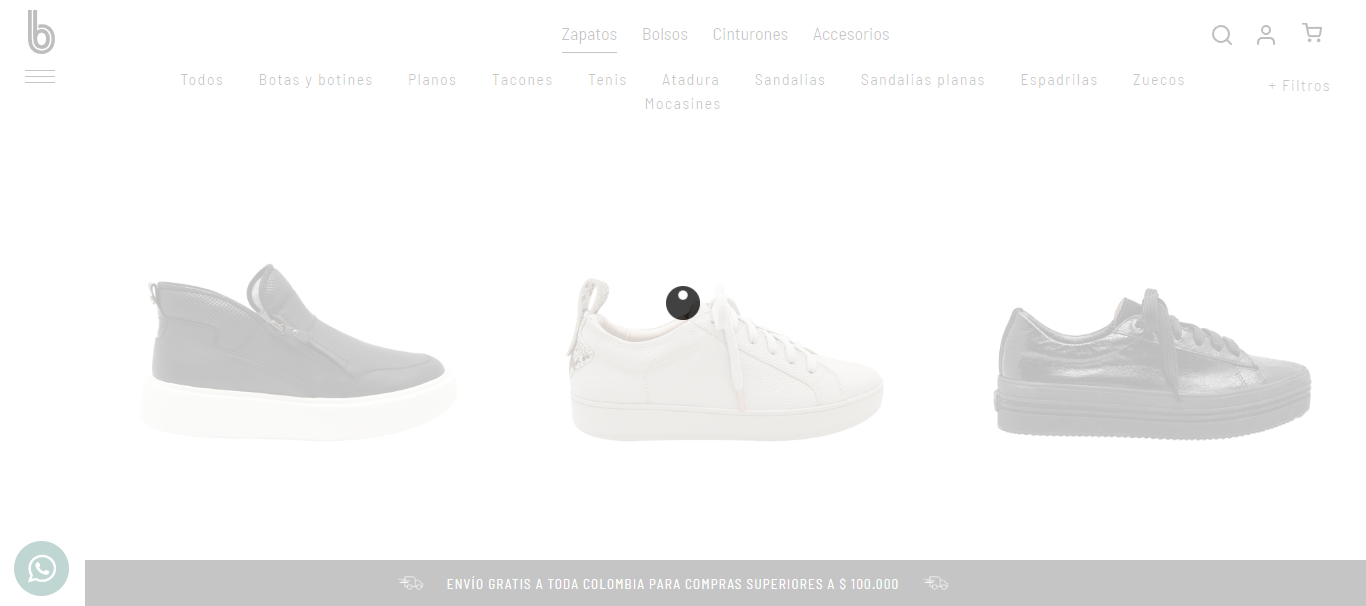 b
Zapatos Bolsos Cinturones Accesorios
Todos Botas y botines Planos Tacones Tenis Atadura Sandalias Sandalias planas Espadrilas Zuecos
Mocasines
+ Filtros
ENVÍO GRATIS A TODA COLOMBIA PARA COMPRAS SUPERIORES A $ 100.000